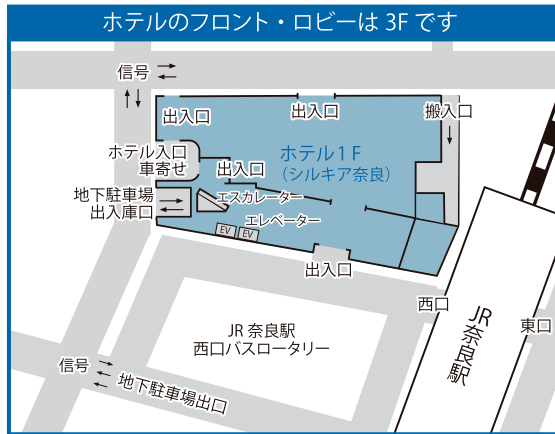 ホテルのフロント・ロビーは 3F です
信号
出入口
出入口
搬入口
ホテル入口
車寄せ
出入口
ホテル1F
（シルキア奈良）
地下駐車場
出入庫口
エスカレーター
エレベーター
EV
EV
出入口
西口
東口
JR奈良駅
JR 奈良駅
西口バスロータリー
信号
地下駐車場出口